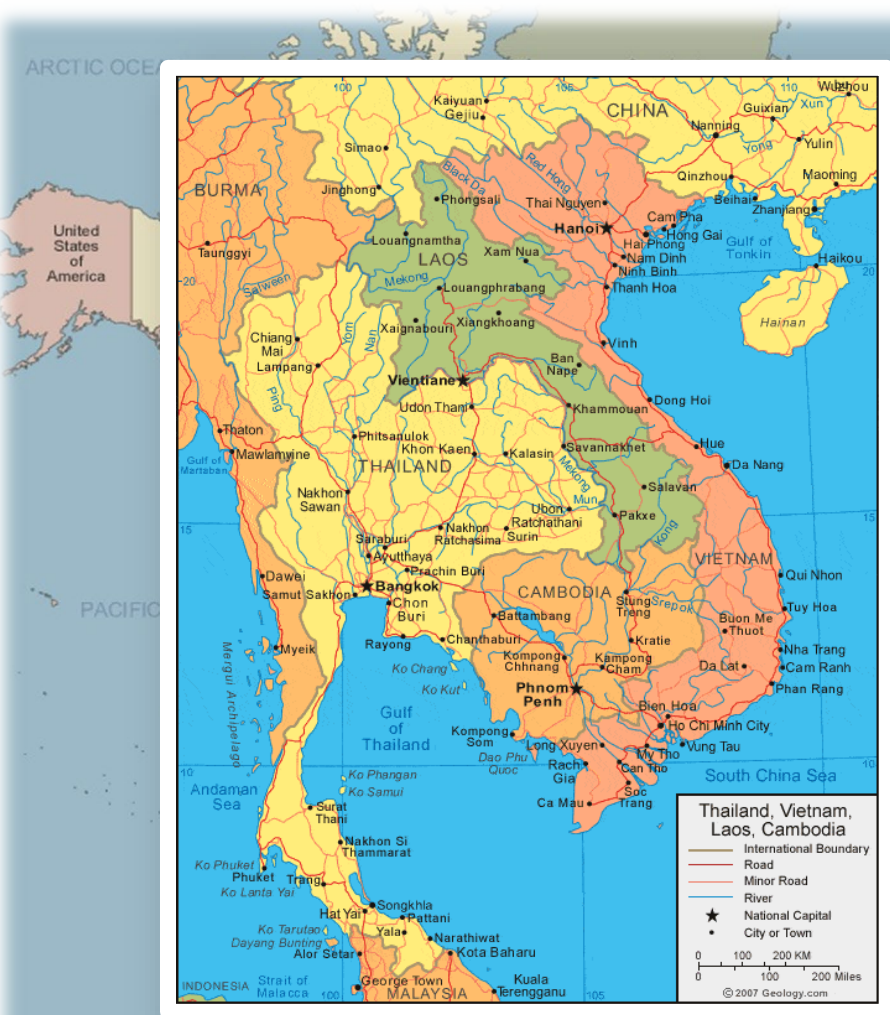 ARCTIC OCEA
United
States
of
America
PACIFIC
100
105
110
Kaiyuan
Gejiu
CHINA
Guixian
Xun
Wuzhou
Nanning
Yong
Yulin
Simao
Jinghong
Qinzhou
Maoming
Beihai
Zhanjiang
BURMA
Black Da
Red Hong
Phongsali
Thai Nguyen
Hanoi
Cam Pha
Hong Gai
Hai Phong
Gulf of
Tonkin
Taunggyi
Louangnamtha
LAOS
Xam Nua
Nam Dinh
Ninh Binh
Haikou
20
20
Salween
Mekong
Louangphrabang
Thanh Hoa
Hainan
Xaignabouri
Xiangkhoang
Yom
Nan
Chiang
Mai
Lampang
Vinh
Ban
Nape
Vientiane
Ping
Udon Thani
Khammouan
Dong Hoi
Thaton
Mawlamyine
Gulf of
Martaban
Phitsanulok
Khon Kaen
Kalasin
Savannakhet
Hue
Da Nang
THAILAND
Mekong
Mun
Salavan
Nakhon
Sawan
Ubon
Ratchathani
Pakxe
Kong
15
15
Saraburi
Nakhon
Ratchasima
Surin
Ayutthaya
VIETNAM
Dawei
Prachin Buri
Bangkok
Samut Sakhon
Chon
Buri
CAMBODIA
Stung
Treng
Srepok
Qui Nhon
Tuy Hoa
Battambang
Buon Me
Thuot
Rayong
Chanthaburi
Kratie
Myeik
Mergui Archipelago
Ko Chang
Ko Kut
Kompong
Chhnang
Kampong
Cham
Da Lat
Nha Trang
Cam Ranh
Phan Rang
Phnom
Penh
Bien Hoa
Ho Chi Minh City
Gulf
of
Thailand
Kompong
Som
Dao Phu
Quoc
Long Xuyen
My Tho
Vung Tau
Rach
Gia
Can Tho
10
10
South China Sea
Soc
Trang
Ca Mau
Andaman
Sea
Ko Phangan
Ko Samui
Surat
Thani
Nakhon Si
Thammarat
Ko Phuket
Phuket
Ko Lanta Yai
Trang
Songkhla
Hat Yai
Pattani
Ko Tarutao
Dayang Bunting
Yala
Narathiwat
Alor Setar
Kota Baharu
INDONESIA
Strait of
Malacca
George Town
MALAYSIA
Kuala
Terengganu
100
105
Thailand, Vietnam,
Laos, Cambodia
International Boundary
Road
Minor Road
River
National Capital
City or Town
0 100 200 KM
0 100 200 Miles
© 2007 Geology.com